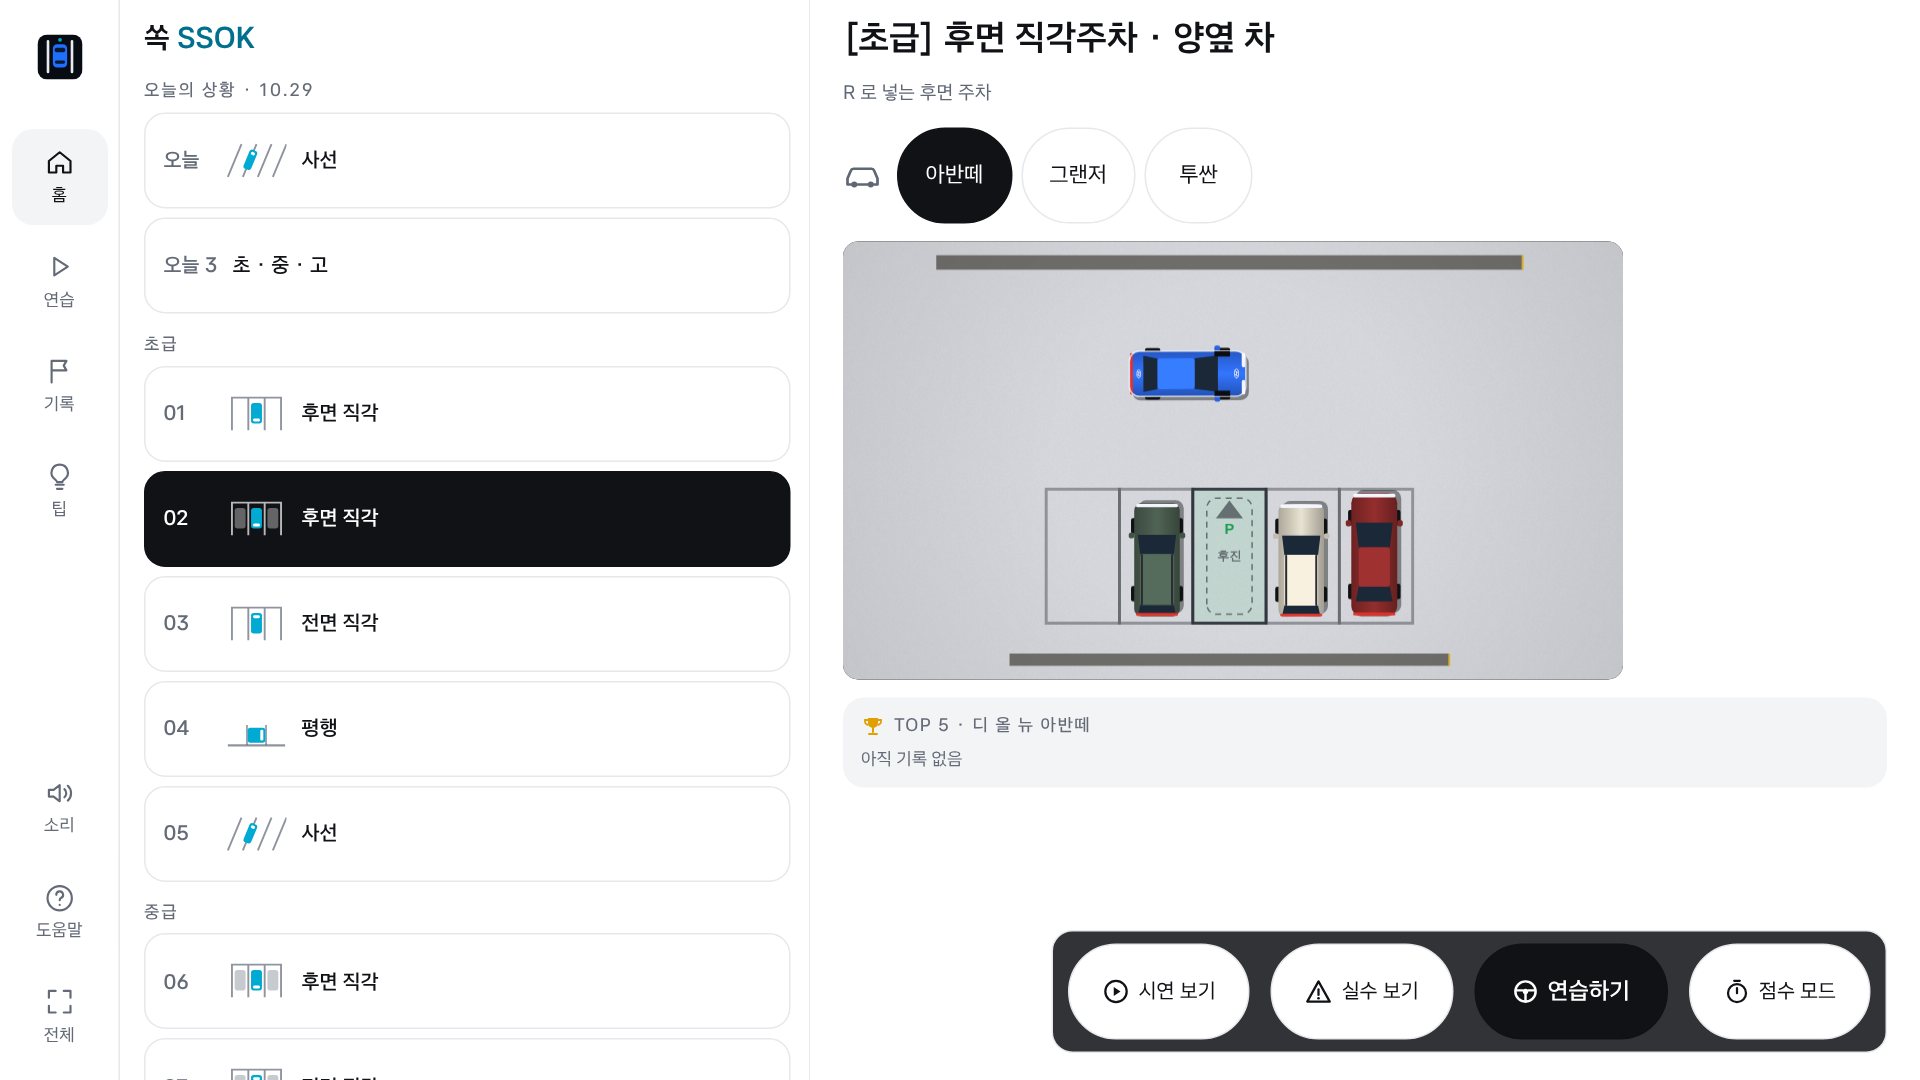 홈
연습
기록
팁
소리
도움말
전체
쏙 SSOK
오늘의 상황 · 10.29
오늘 사선
오늘 3 초 · 중 · 고
초급
01 후면 직각
02 후면 직각
03 전면 직각
04 평행
05 사선
중급
06 후면 직각
[초급] 후면 직각주차 · 양옆 차
R 로 넣는 후면 주차
아반떼 그랜저 투싼
P
후진
TOP 5 · 디 올 뉴 아반떼
아직 기록 없음
시연 보기 실수 보기 연습하기 점수 모드